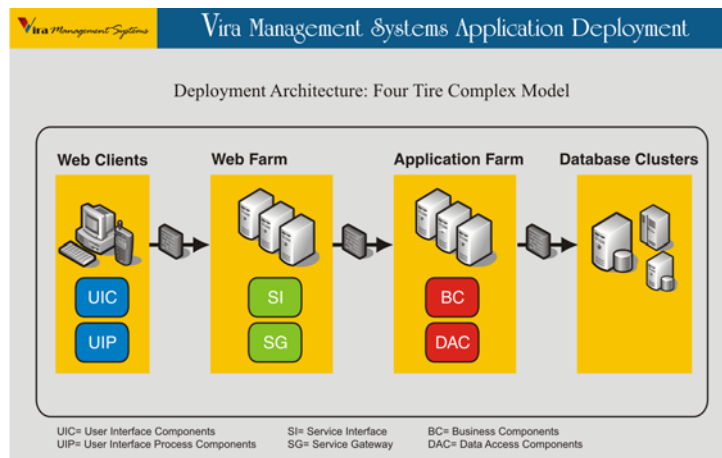 Vira Management Systems
Vira Management Systems Application Deployment
Deployment Architecture: Four Tire Complex Model
Web Clients
Web Farm
Application Farm
Database Clusters
UIC
SI
BC
UIP
SG
DAC
UIC= User Interface Components
SI= Service Interface
BC= Business Components
UIP= User Interface Process Components
SG= Service Gateway
DAC= Data Access Components